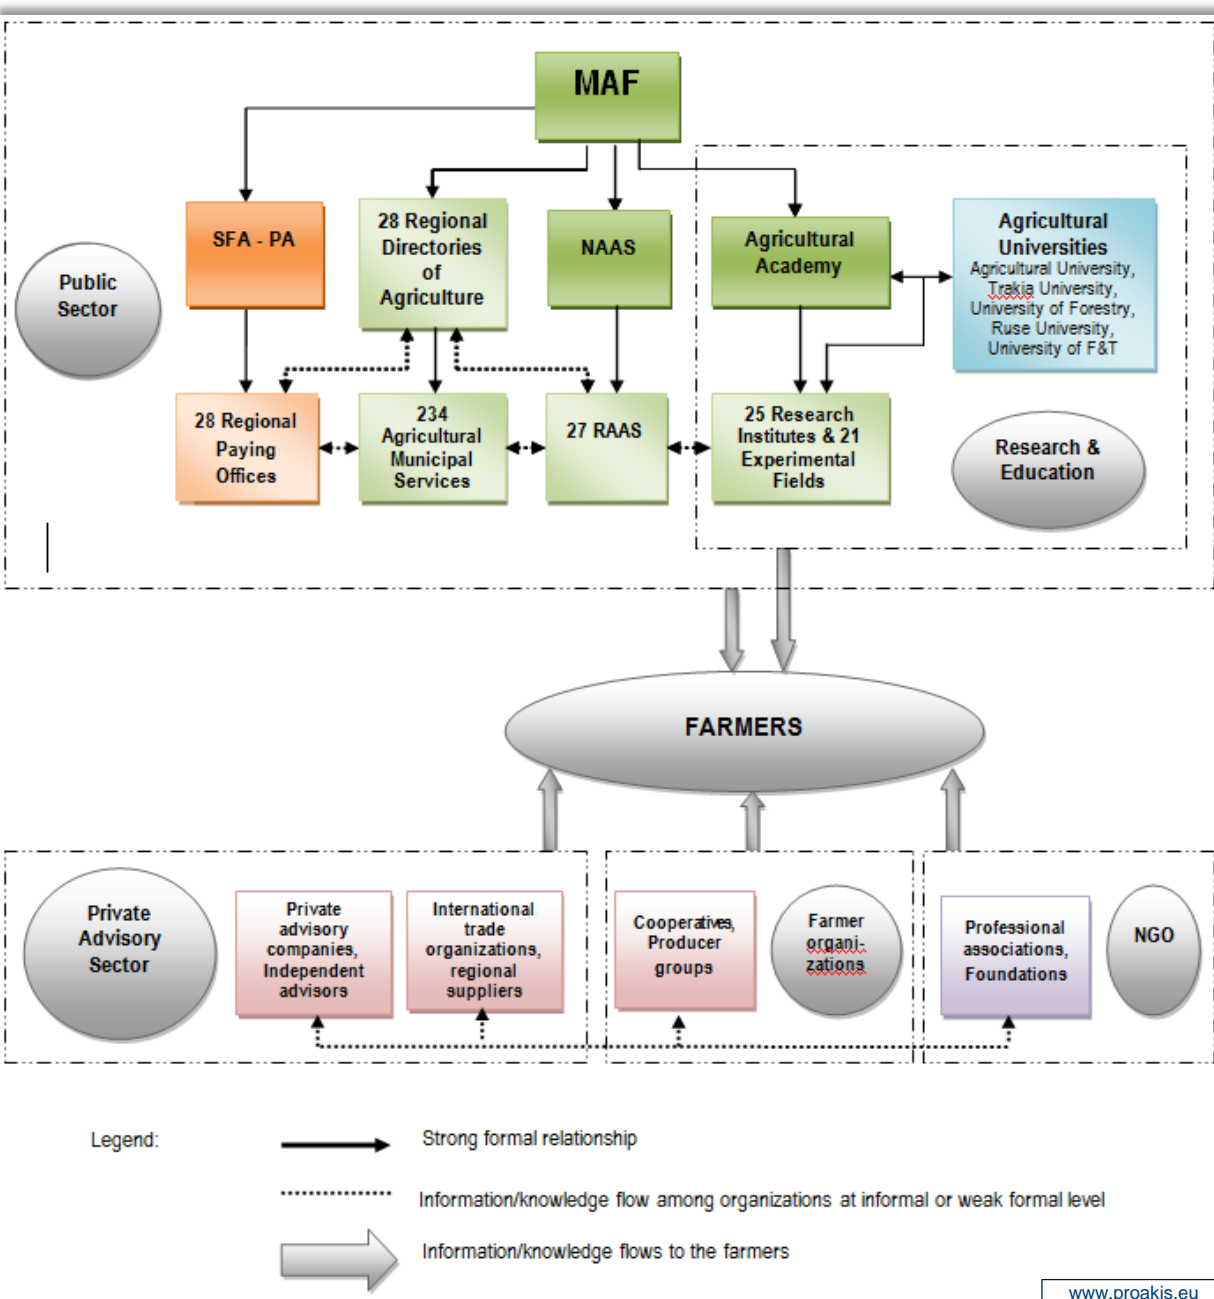 MAF
SFA - PA
28 Regional
Directories
of
Agriculture
NAAS
Agricultural
Academy
Agricultural
Universities
Agricultural University,
Trakia University,
University of Forestry,
Ruse University,
University of F&T
Public
Sector
28 Regional
Paying
Offices
234
Agricultural
Municipal
Services
27 RAAS
25 Research
Institutes & 21
Experimental
Fields
Research &
Education
FARMERS
Private
Advisory
Sector
Private
advisory
companies,
Independent
advisors
International
trade
organizations,
regional
suppliers
Cooperatives,
Producer
groups
Farmer
organi-
zations
Professional
associations,
Foundations
NGO
Legend:
Strong formal relationship
Information/knowledge flow among organizations at informal or weak formal level
Information/knowledge flows to the farmers
www.proakis.eu